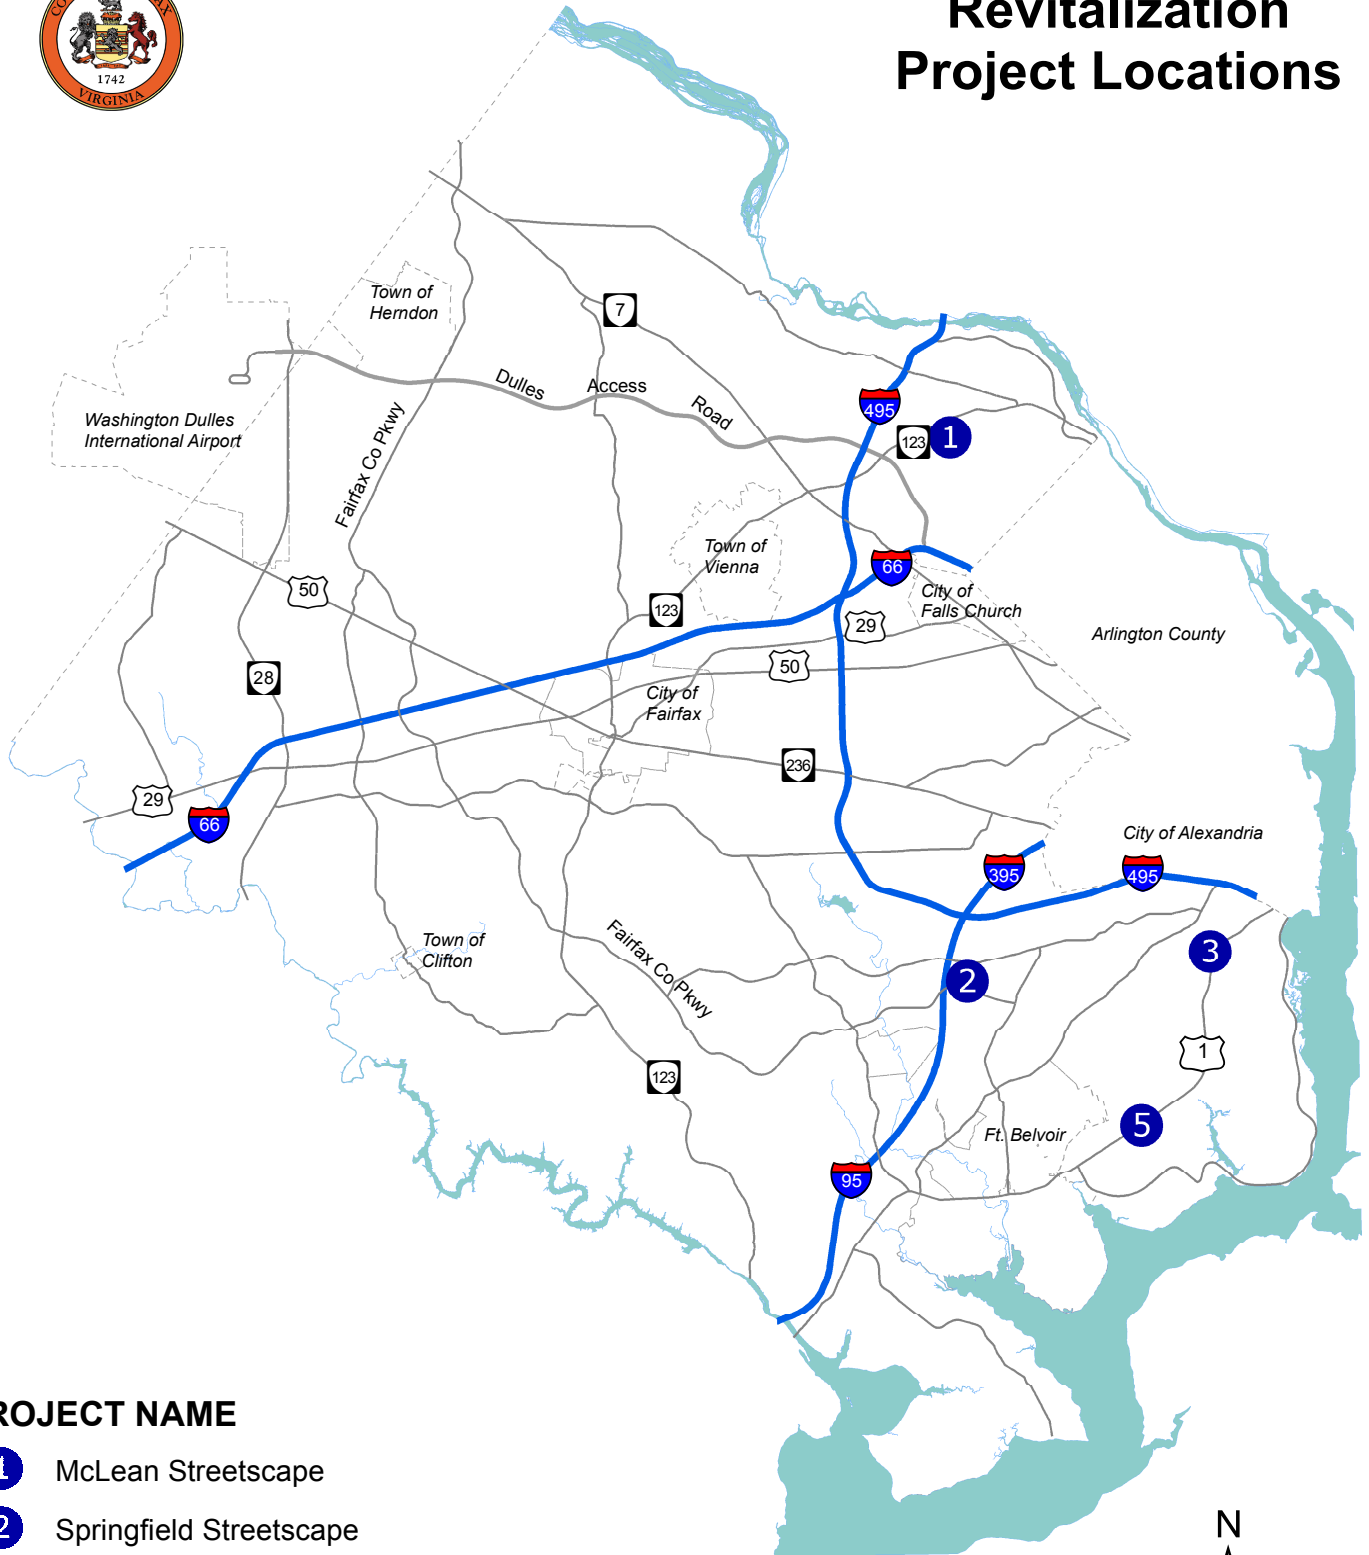 Revitalization
Project Locations
1742
VIRGINIA
Town of
Herndon
7
Dulles Access Road
495
Washington Dulles
International Airport
Fairfax Co Pkwy
123
1
Town of
Vienna
66
50
City of
Falls Church
123
29
Arlington County
50
28
City of
Fairfax
236
29
66
City of Alexandria
395
495
Town of
Clifton
Fairfax Co Pkwy
3
2
1
123
5
Ft. Belvoir
95
ROJECT NAME
1 McLean Streetscape
2 Springfield Streetscape
N